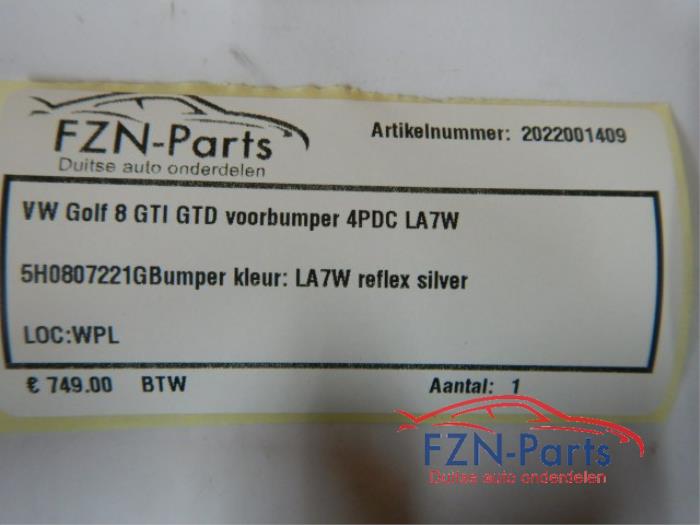 FZN-Parts
Duitse auto onderdelen
Artikelnummer: 2022001409
VW Golf 8 GTI GTD voorbumper 4PDC LA7W
5H0807221GBumper kleur: LA7W reflex silver
LOC:WPL
€ 749.00 BTW
Aantal: 1
FZN-Parts
Duitse auto onderdelen